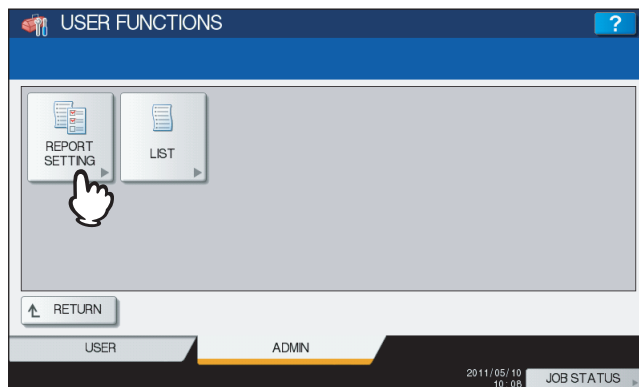 USER FUNCTIONS
?
REPORT
SETTING
LIST
RETURN
USER
ADMIN
2011/05/10
10:08
JOB STATUS